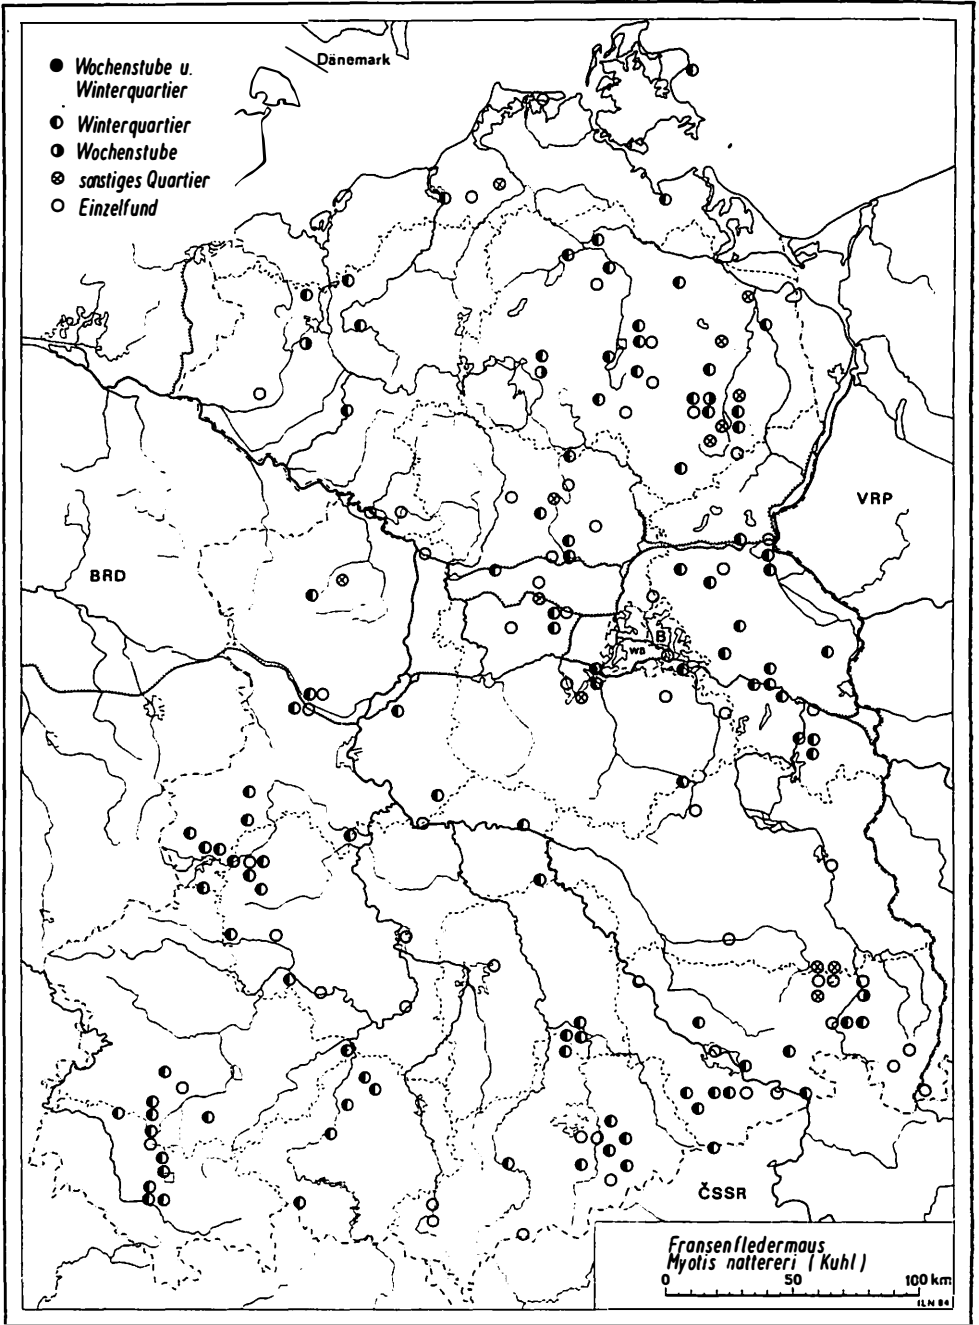 Dänemark
Wochenstube u.
Winterquartier
Winterquartier
Wochenstube
sonstiges Quartier
Einzelfund
VRP
BRD
B
WB
ČSSR
Fransenfledermaus
Myotis nattereri (Kuhl)
0 50 100 km
ILN 84